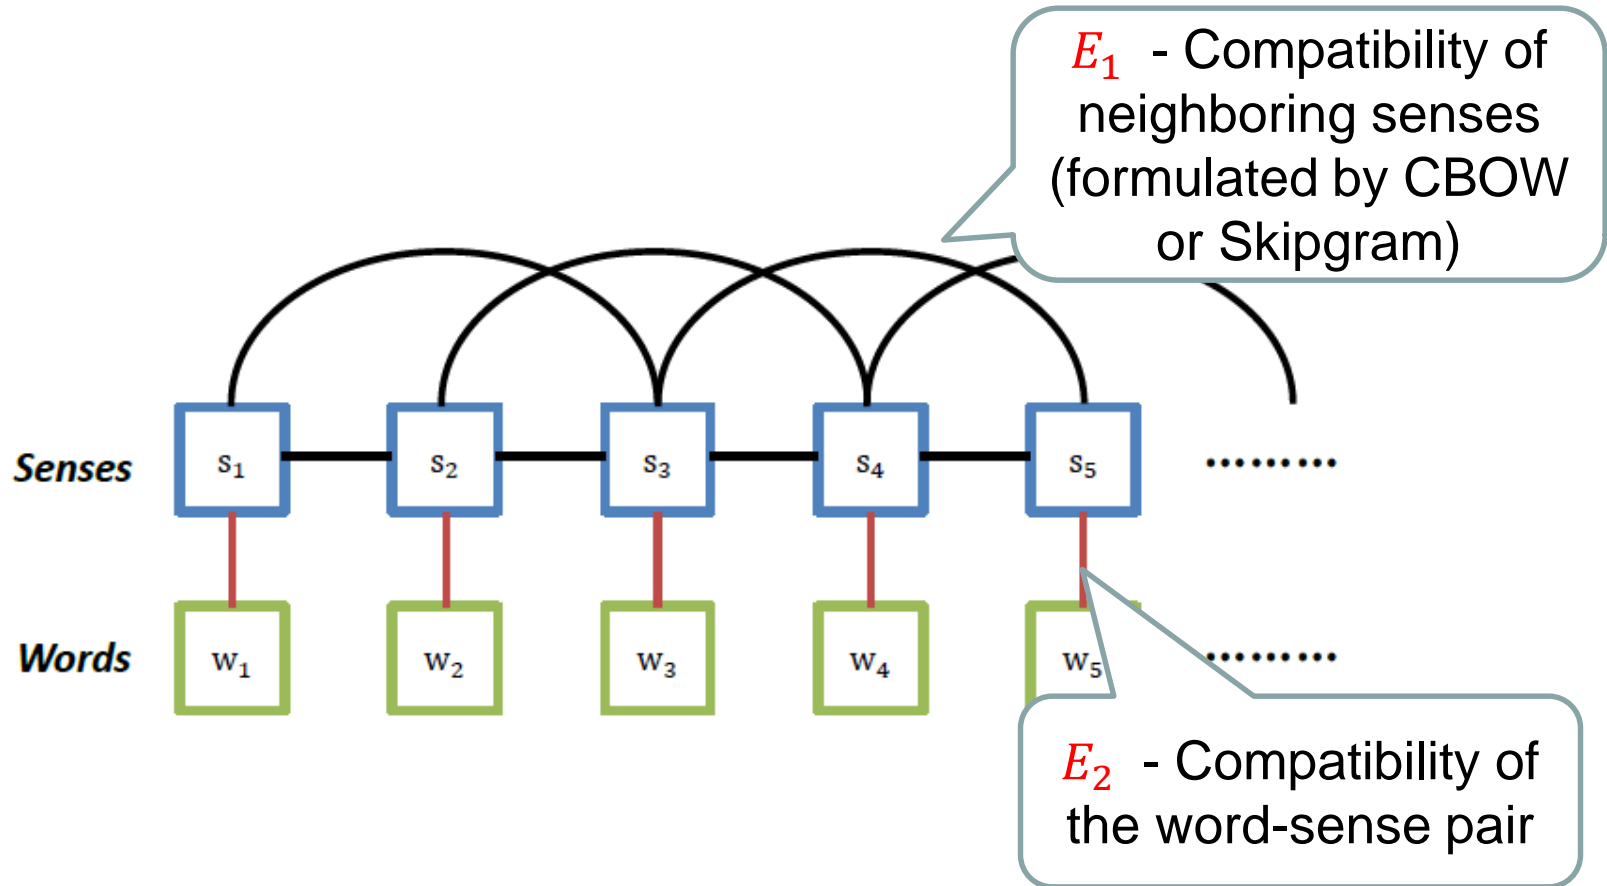 E₁ - Compatibility of
neighboring senses
(formulated by CBOW
or Skipgram)
Senses s₁ s₂ s₃ s₄ s₅ ………
Words w₁ w₂ w₃ w₄ w₅ ………
E₂ - Compatibility of
the word-sense pair